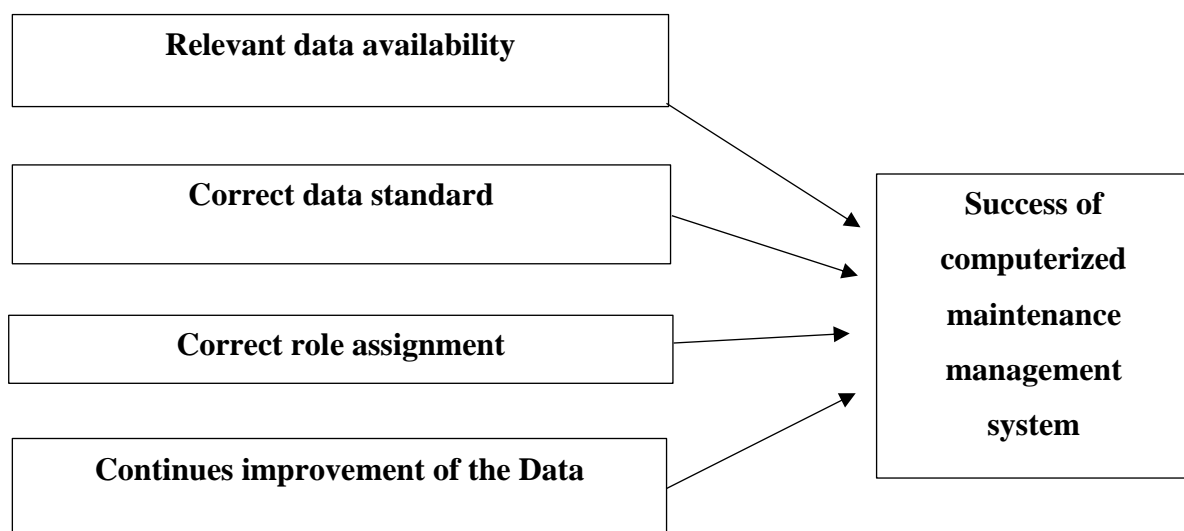 Relevant data availability
Correct data standard
Correct role assignment
Continues improvement of the Data
Success of
computerized
maintenance
management
system